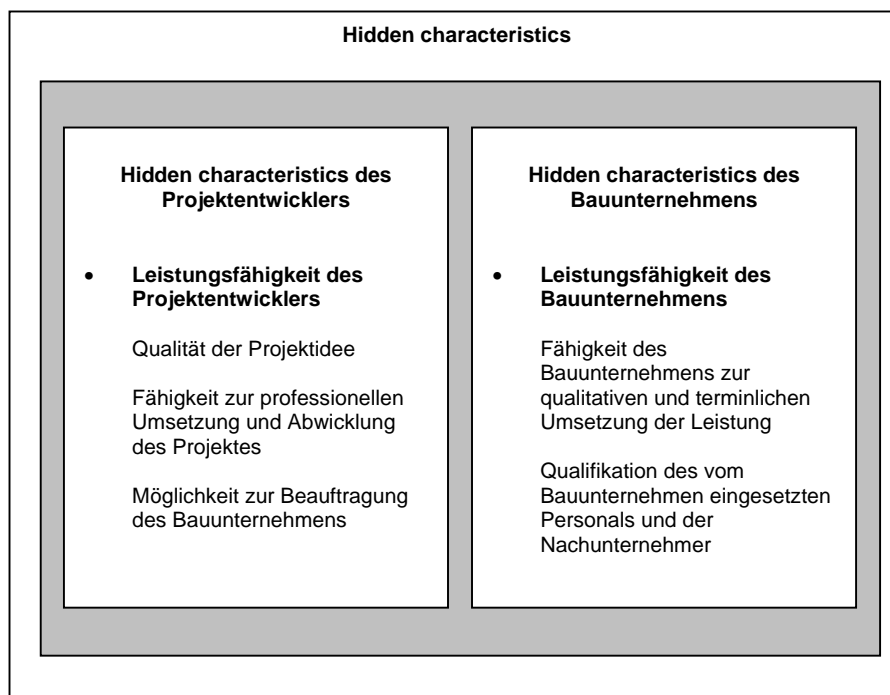 Hidden characteristics
Hidden characteristics des
Projektentwicklers
• Leistungsfähigkeit des
Projektentwicklers
Qualität der Projektidee
Fähigkeit zur professionellen
Umsetzung und Abwicklung
des Projektes
Möglichkeit zur Beauftragung
des Bauunternehmens
Hidden characteristics des
Bauunternehmens
• Leistungsfähigkeit des
Bauunternehmens
Fähigkeit des
Bauunternehmens zur
qualitativen und terminlichen
Umsetzung der Leistung
Qualifikation des vom
Bauunternehmen eingesetzten
Personals und der
Nachunternehmer